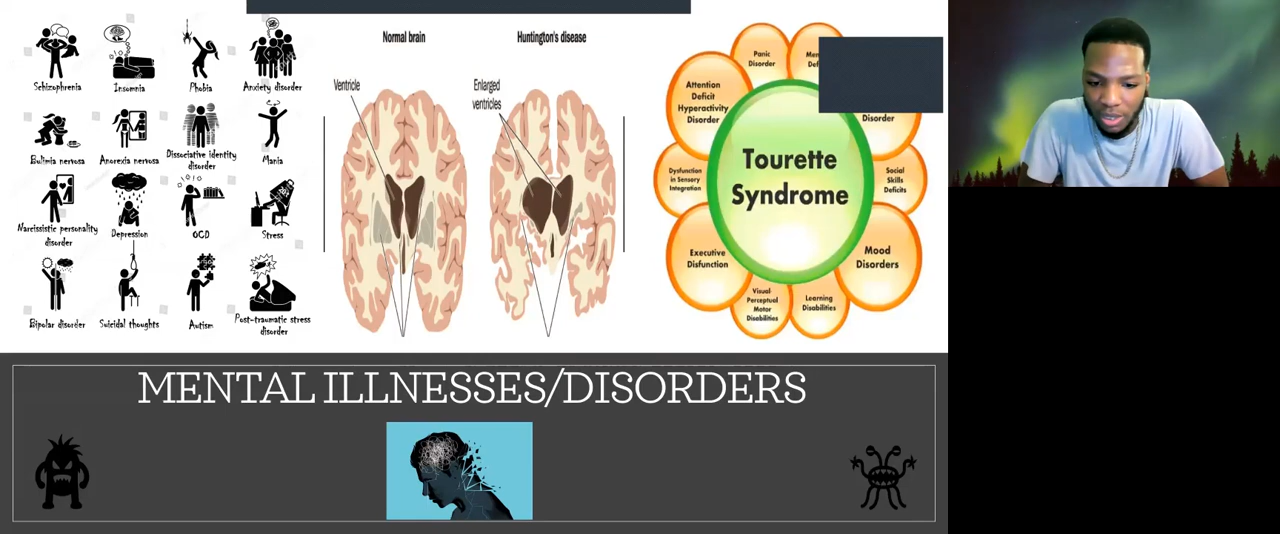 Schizophrenia
Insomnia
Phobia
Anxiety disorder
Bulimia nervosa
Anorexia nervosa
Dissociative identity
disorder
Mania
Narcissistic personality
disorder
Depression
OCD
Stress
Bipolar disorder
Suicidal thoughts
Autism
Post-traumatic stress
disorder
Normal brain
Huntington's disease
Ventricle
Enlarged
ventricles
Panic
Disorder
Attention
Deficit
Hyperactivity
Disorder
Disorder
Tourette
Syndrome
Dysfunction
in Sensory
Integration
Social
Skills
Deficits
Executive
Disfunction
Mood
Disorders
Visual-
Perceptual
Motor
Disabilities
Learning
Disabilities
MENTAL ILLNESSES/DISORDERS